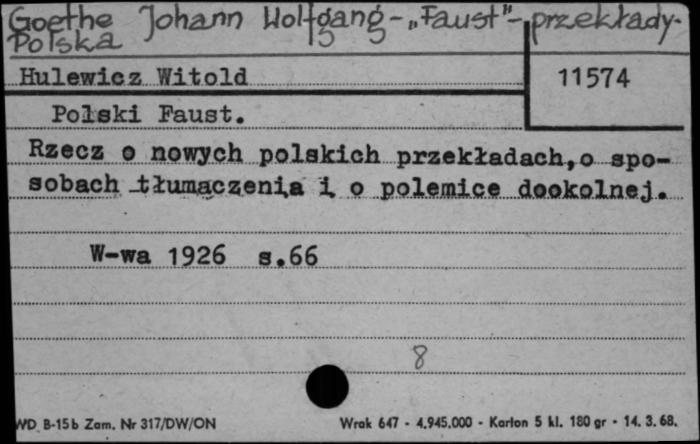 Goethe Johann Wolfgang - „Faust" - przekłady-
Polska
Hulewicz Witold
11574
Polski Faust.
Rzecz o nowych polskich przekładach,o spo-
sobach tłumaczenia i o polemice dookolnej.
W-wa 1926 s.66
8
WD B-15b Zam. Nr 317/DW/ON
Wrak 647 - 4.945.000 - Karton 5 kl. 180 gr - 14. 3. 68.